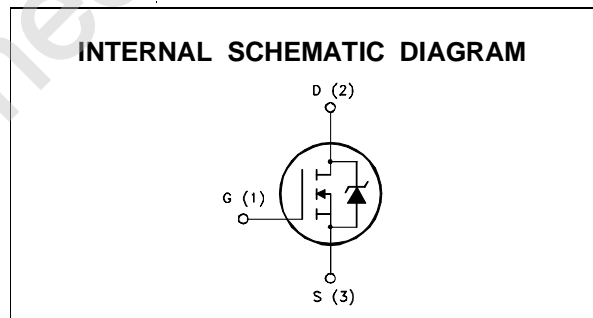 INTERNAL SCHEMATIC DIAGRAM
D (2)
G (1)
S (3)